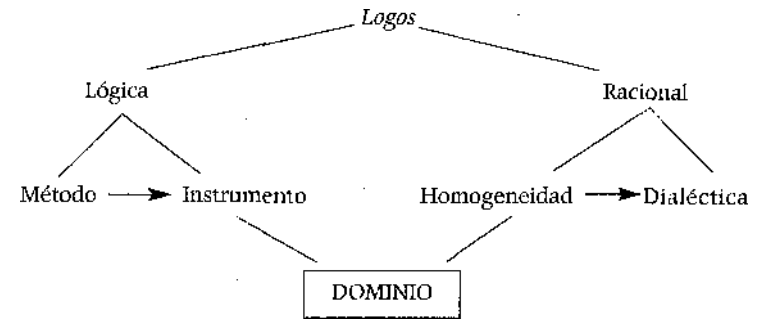 Logos
Lógica Racional
Método Instrumento Homogeneidad Dialéctica
DOMINIO